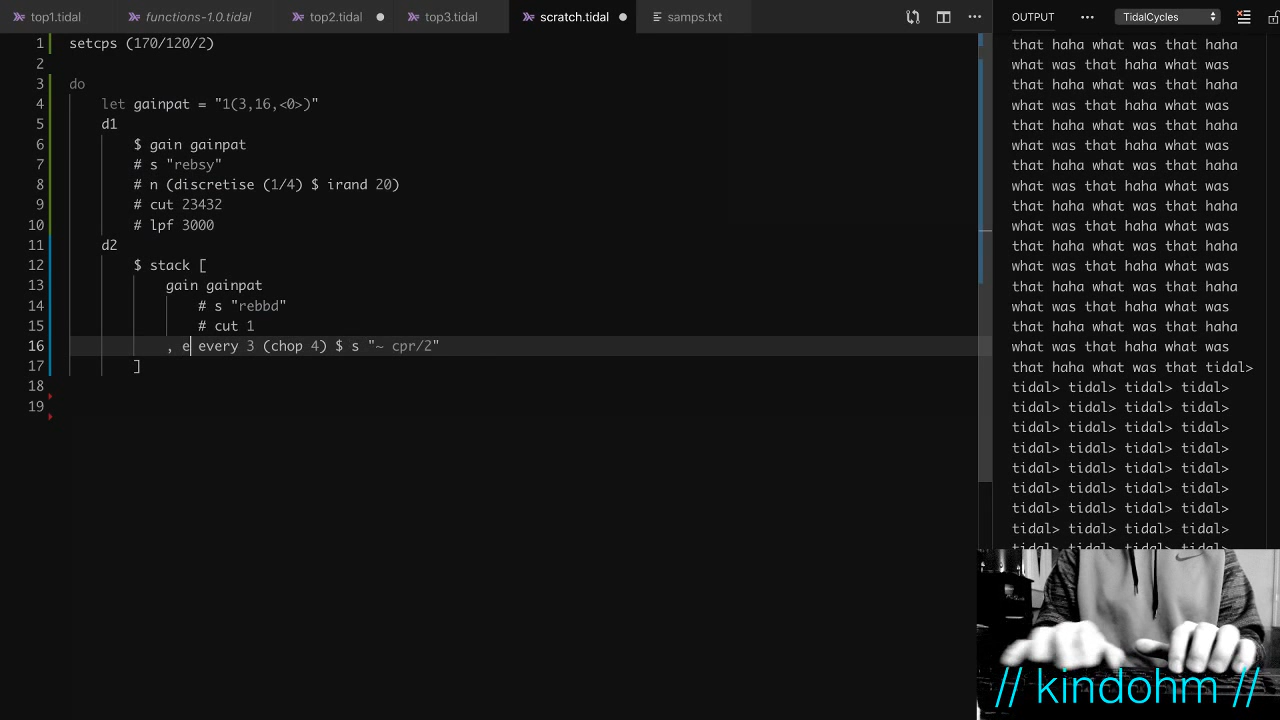 top1.tidal functions-1.0.tidal top2.tidal top3.tidal scratch.tidal samps.txt OUTPUT TidalCycles
1 setcps (170/120/2)
2
3 do
4 let gainpat = "1(3,16,<0>)"
5 d1
6 $ gain gainpat
7 # s "rebsy"
8 # n (discretise (1/4) $ irand 20)
9 # cut 23432
10 # lpf 3000
11 d2
12 $ stack [
13 gain gainpat
14 # s "rebbd"
15 # cut 1
16 , e every 3 (chop 4) $ s "~ cpr/2"
17 ]
18
19
that haha what was that haha
what was that haha what was
that haha what was that haha
what was that haha what was
that haha what was that haha
what was that haha what was
that haha what was that haha
what was that haha what was
that haha what was that haha
what was that haha what was
that haha what was that haha
what was that haha what was
that haha what was that haha
what was that haha what was
that haha what was that haha
what was that haha what was
that haha what was that tidal>
tidal> tidal> tidal> tidal>
tidal> tidal> tidal> tidal>
tidal> tidal> tidal> tidal>
tidal> tidal> tidal> tidal>
tidal> tidal> tidal> tidal>
tidal> tidal> tidal> tidal>
tidal> tidal> tidal> tidal>
tidal> tidal> tidal> tidal>
tidal> tidal> tidal> tidal>
// kindohm //